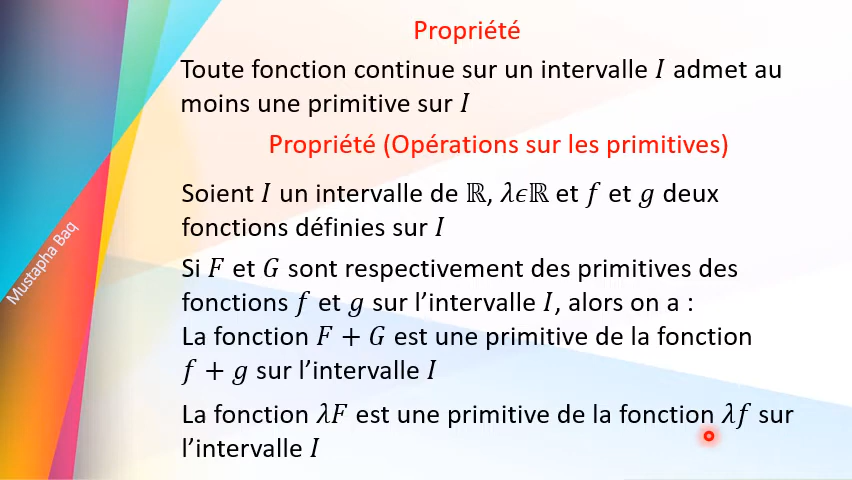 Propriété
Toute fonction continue sur un intervalle 𝐼 admet au
moins une primitive sur 𝐼
Propriété (Opérations sur les primitives)
Soient 𝐼 un intervalle de ℝ, 𝜆𝜖ℝ et 𝑓 et 𝑔 deux
fonctions définies sur 𝐼
Si 𝐹 et 𝐺 sont respectivement des primitives des
fonctions 𝑓 et 𝑔 sur l’intervalle 𝐼, alors on a :
La fonction 𝐹 + 𝐺 est une primitive de la fonction
𝑓 + 𝑔 sur l’intervalle 𝐼
La fonction 𝜆𝐹 est une primitive de la fonction 𝜆𝑓 sur
l’intervalle 𝐼
Mustapha Baq